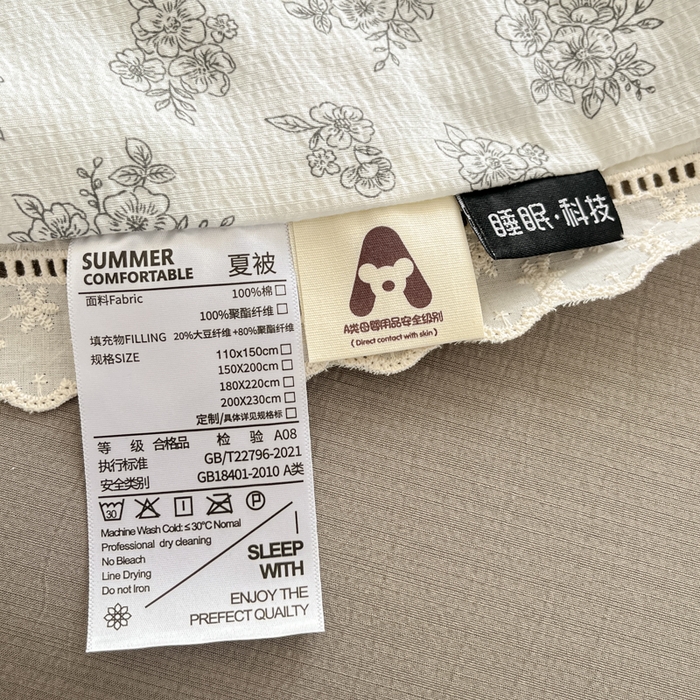 SUMMER
COMFORTABLE 夏被
面料Fabric 100%棉
100%聚酯纤维
填充物FILLING 20%大豆纤维+80%聚酯纤维
规格SIZE 110x150cm
150X200cm
180X220cm
200X230cm
定制/具体详见规格标
等 级 合格品 检 验 A08
执行标准 GB/T22796-2021
安全类别 GB18401-2010 A类
30 P
Machine Wash Cold: ≤30°C Normal
Professional dry cleaning
No Bleach
Line Drying
Do not Iron
SLEEP
WITH
ENJOY THE
PREFECT QUAILTY
A类母婴用品安全级别
( Direct contact with skin )
睡眠·科技